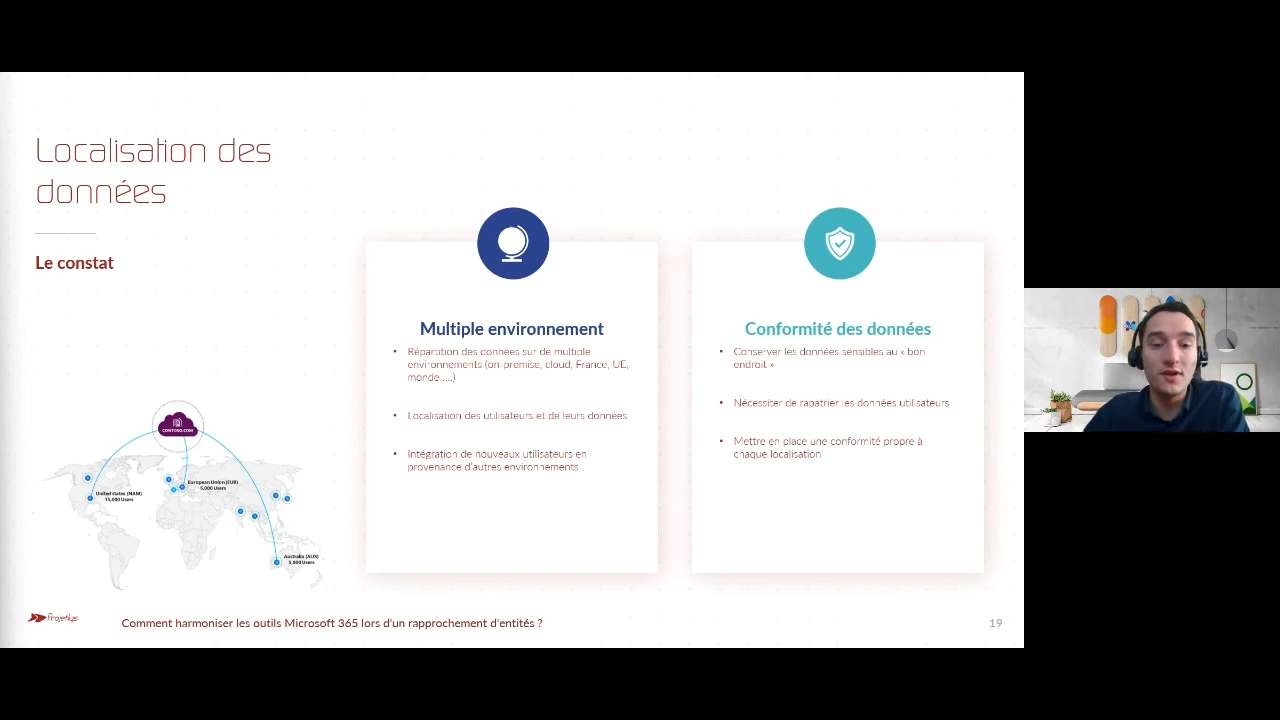 Localisation des
données
Le constat
CONTOSO.COM
United states (NAM)
15,000 Users
European Union (EUR)
5,000 Users
Australia (AUS)
5,000 Users
Multiple environnement
• Répartition des données sur de multiple
environnements (on-premise, cloud, France, UE,
monde ....)
• Localisation des utilisateurs et de leurs données
• Intégration de nouveaux utilisateurs en
provenance d'autres environnements
Conformité des données
• Conserver les données sensibles au « bon
endroit »
• Nécessiter de rapatrier les données utilisateurs
• Mettre en place une conformité propre à
chaque localisation
Projetlys
Comment harmoniser les outils Microsoft 365 lors d'un rapprochement d'entités ?
19